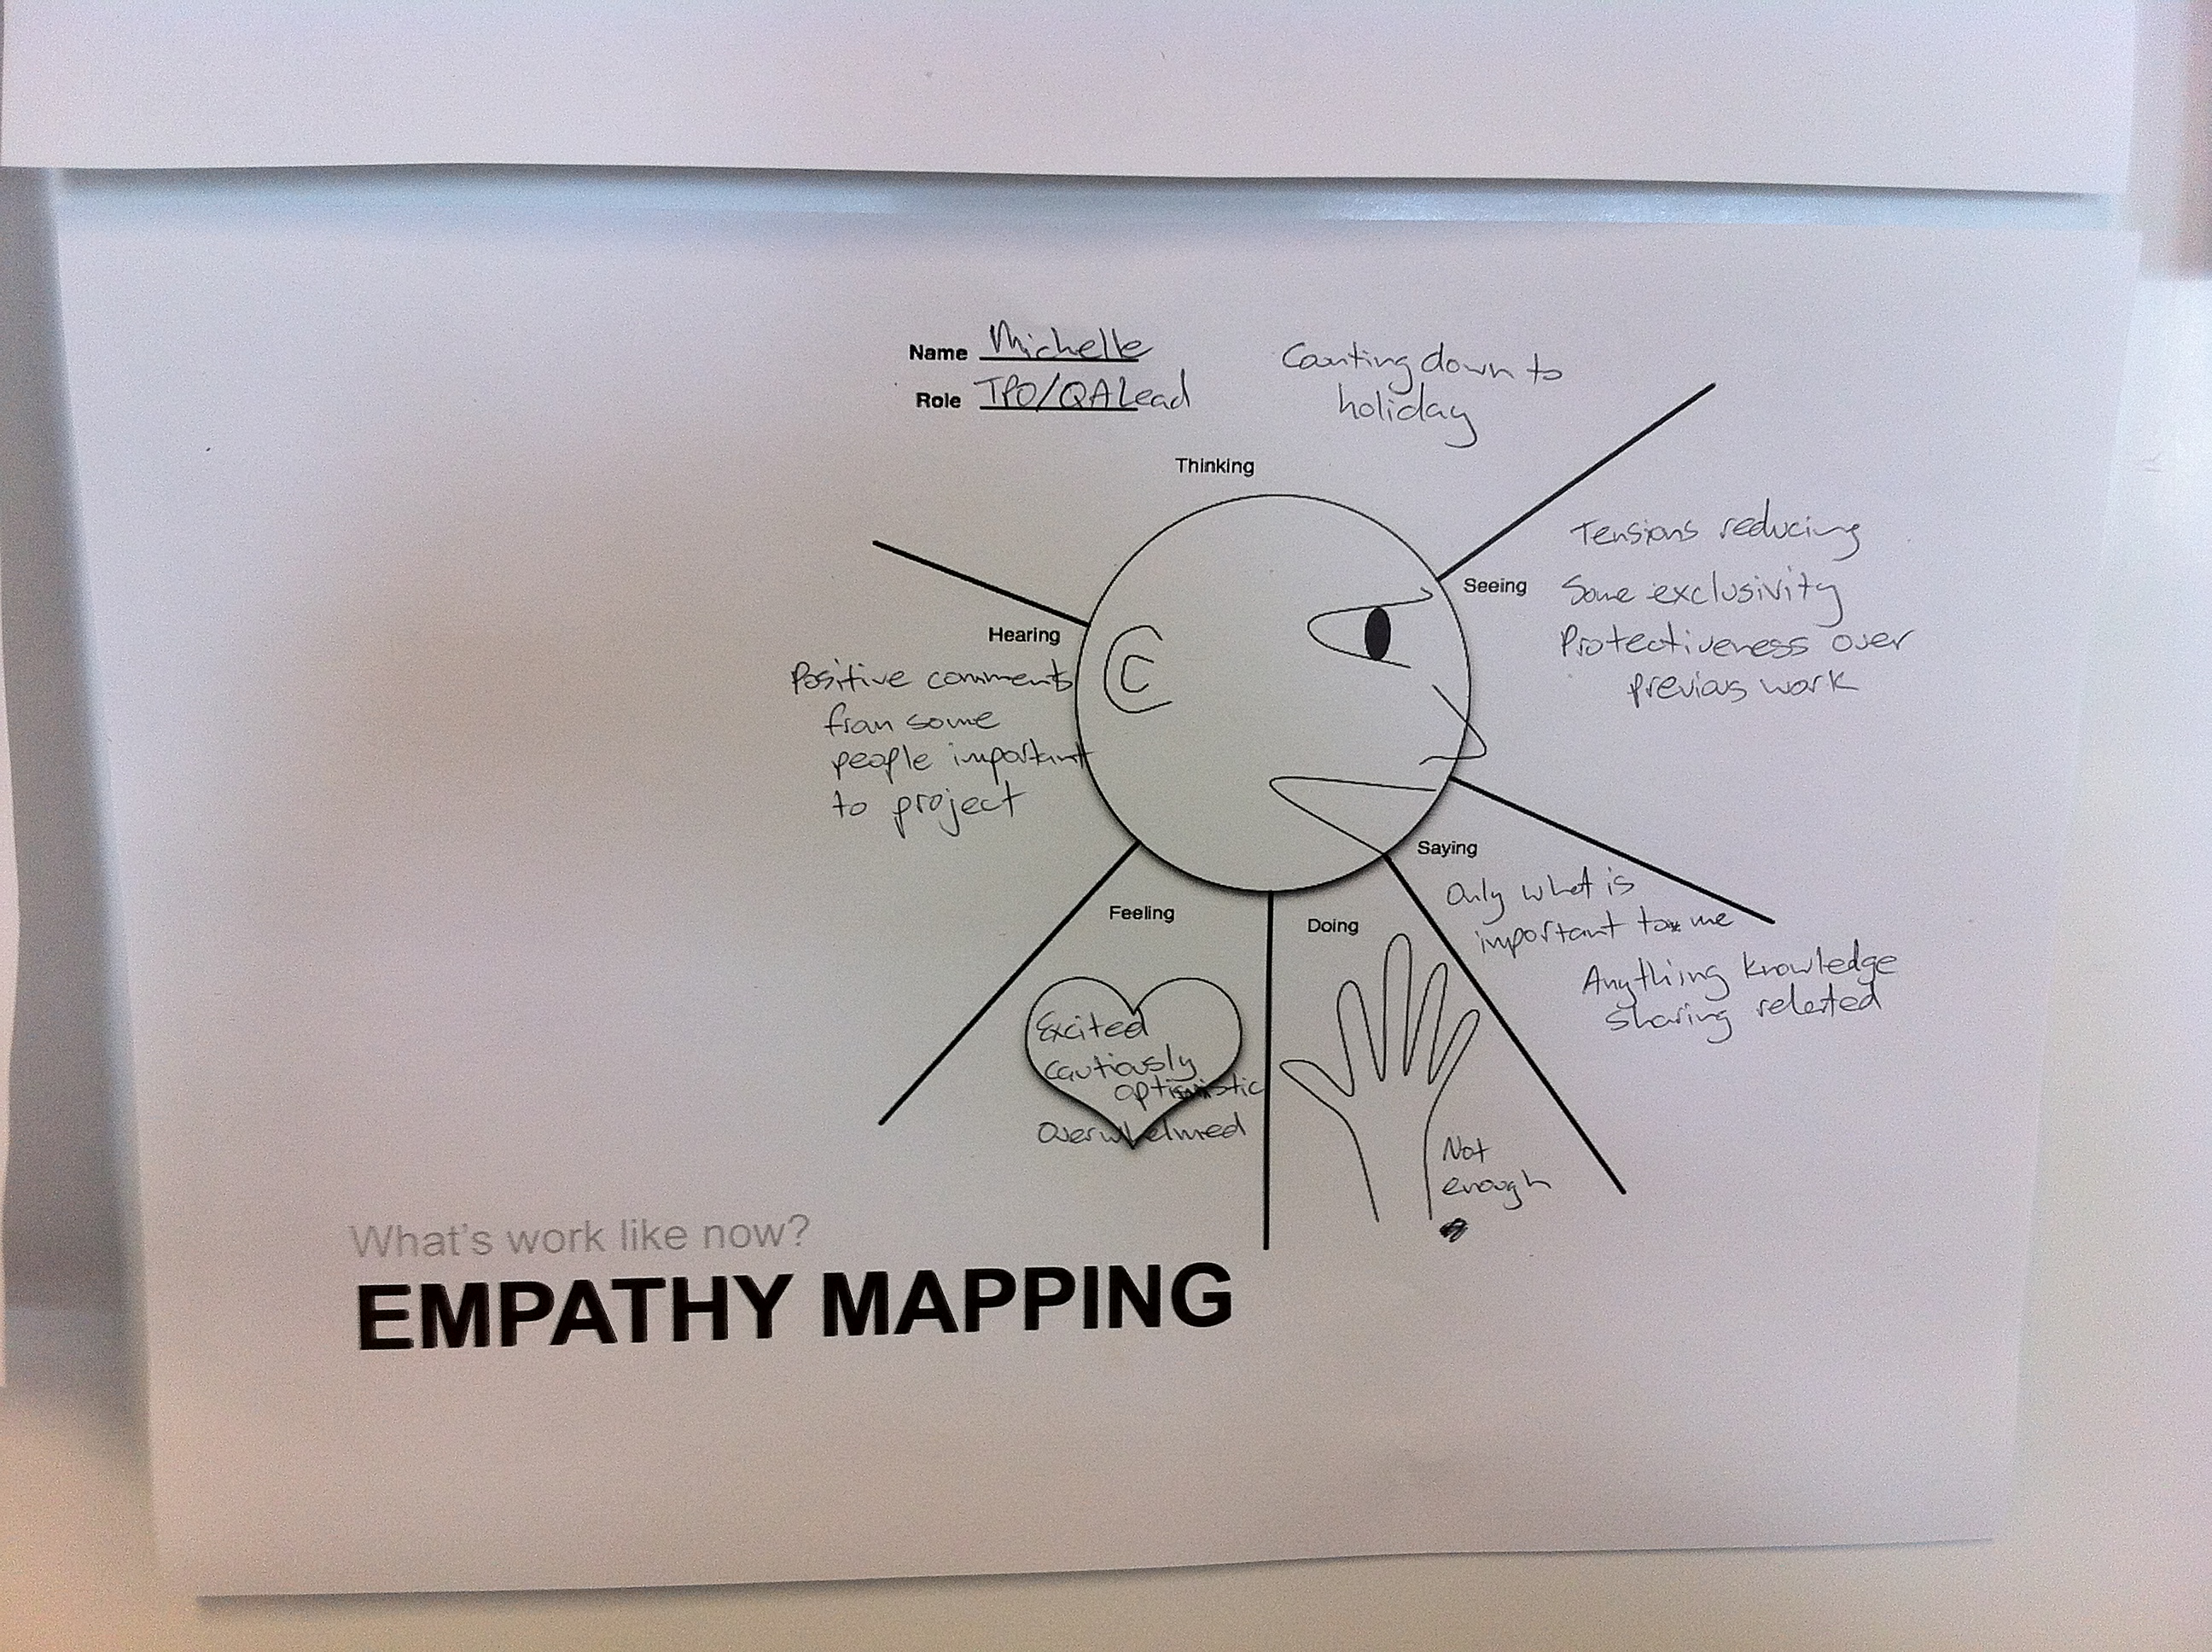 Name Michelle
Role TPO/QA Lead
Counting down to
holiday
Thinking
Seeing
Tensions reducing
Some exclusivity
Protectiveness over
previous work
Hearing
Positive comments
from some
people important
to project
Saying
Only what is
important to me
Anything knowledge
sharing related
Feeling
Excited
Cautiously
optimistic
Overwhelmed
Doing
Not
enough
What's work like now?
EMPATHY MAPPING